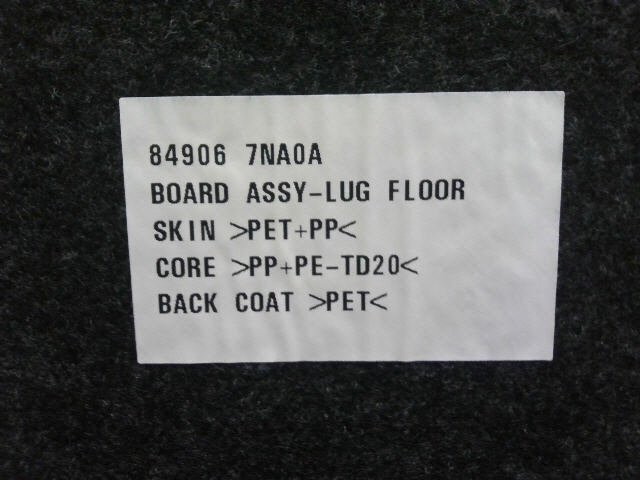 84906 7NA0A
BOARD ASSY-LUG FLOOR
SKIN >PET+PP<
CORE >PP+PE-TD20<
BACK COAT >PET<